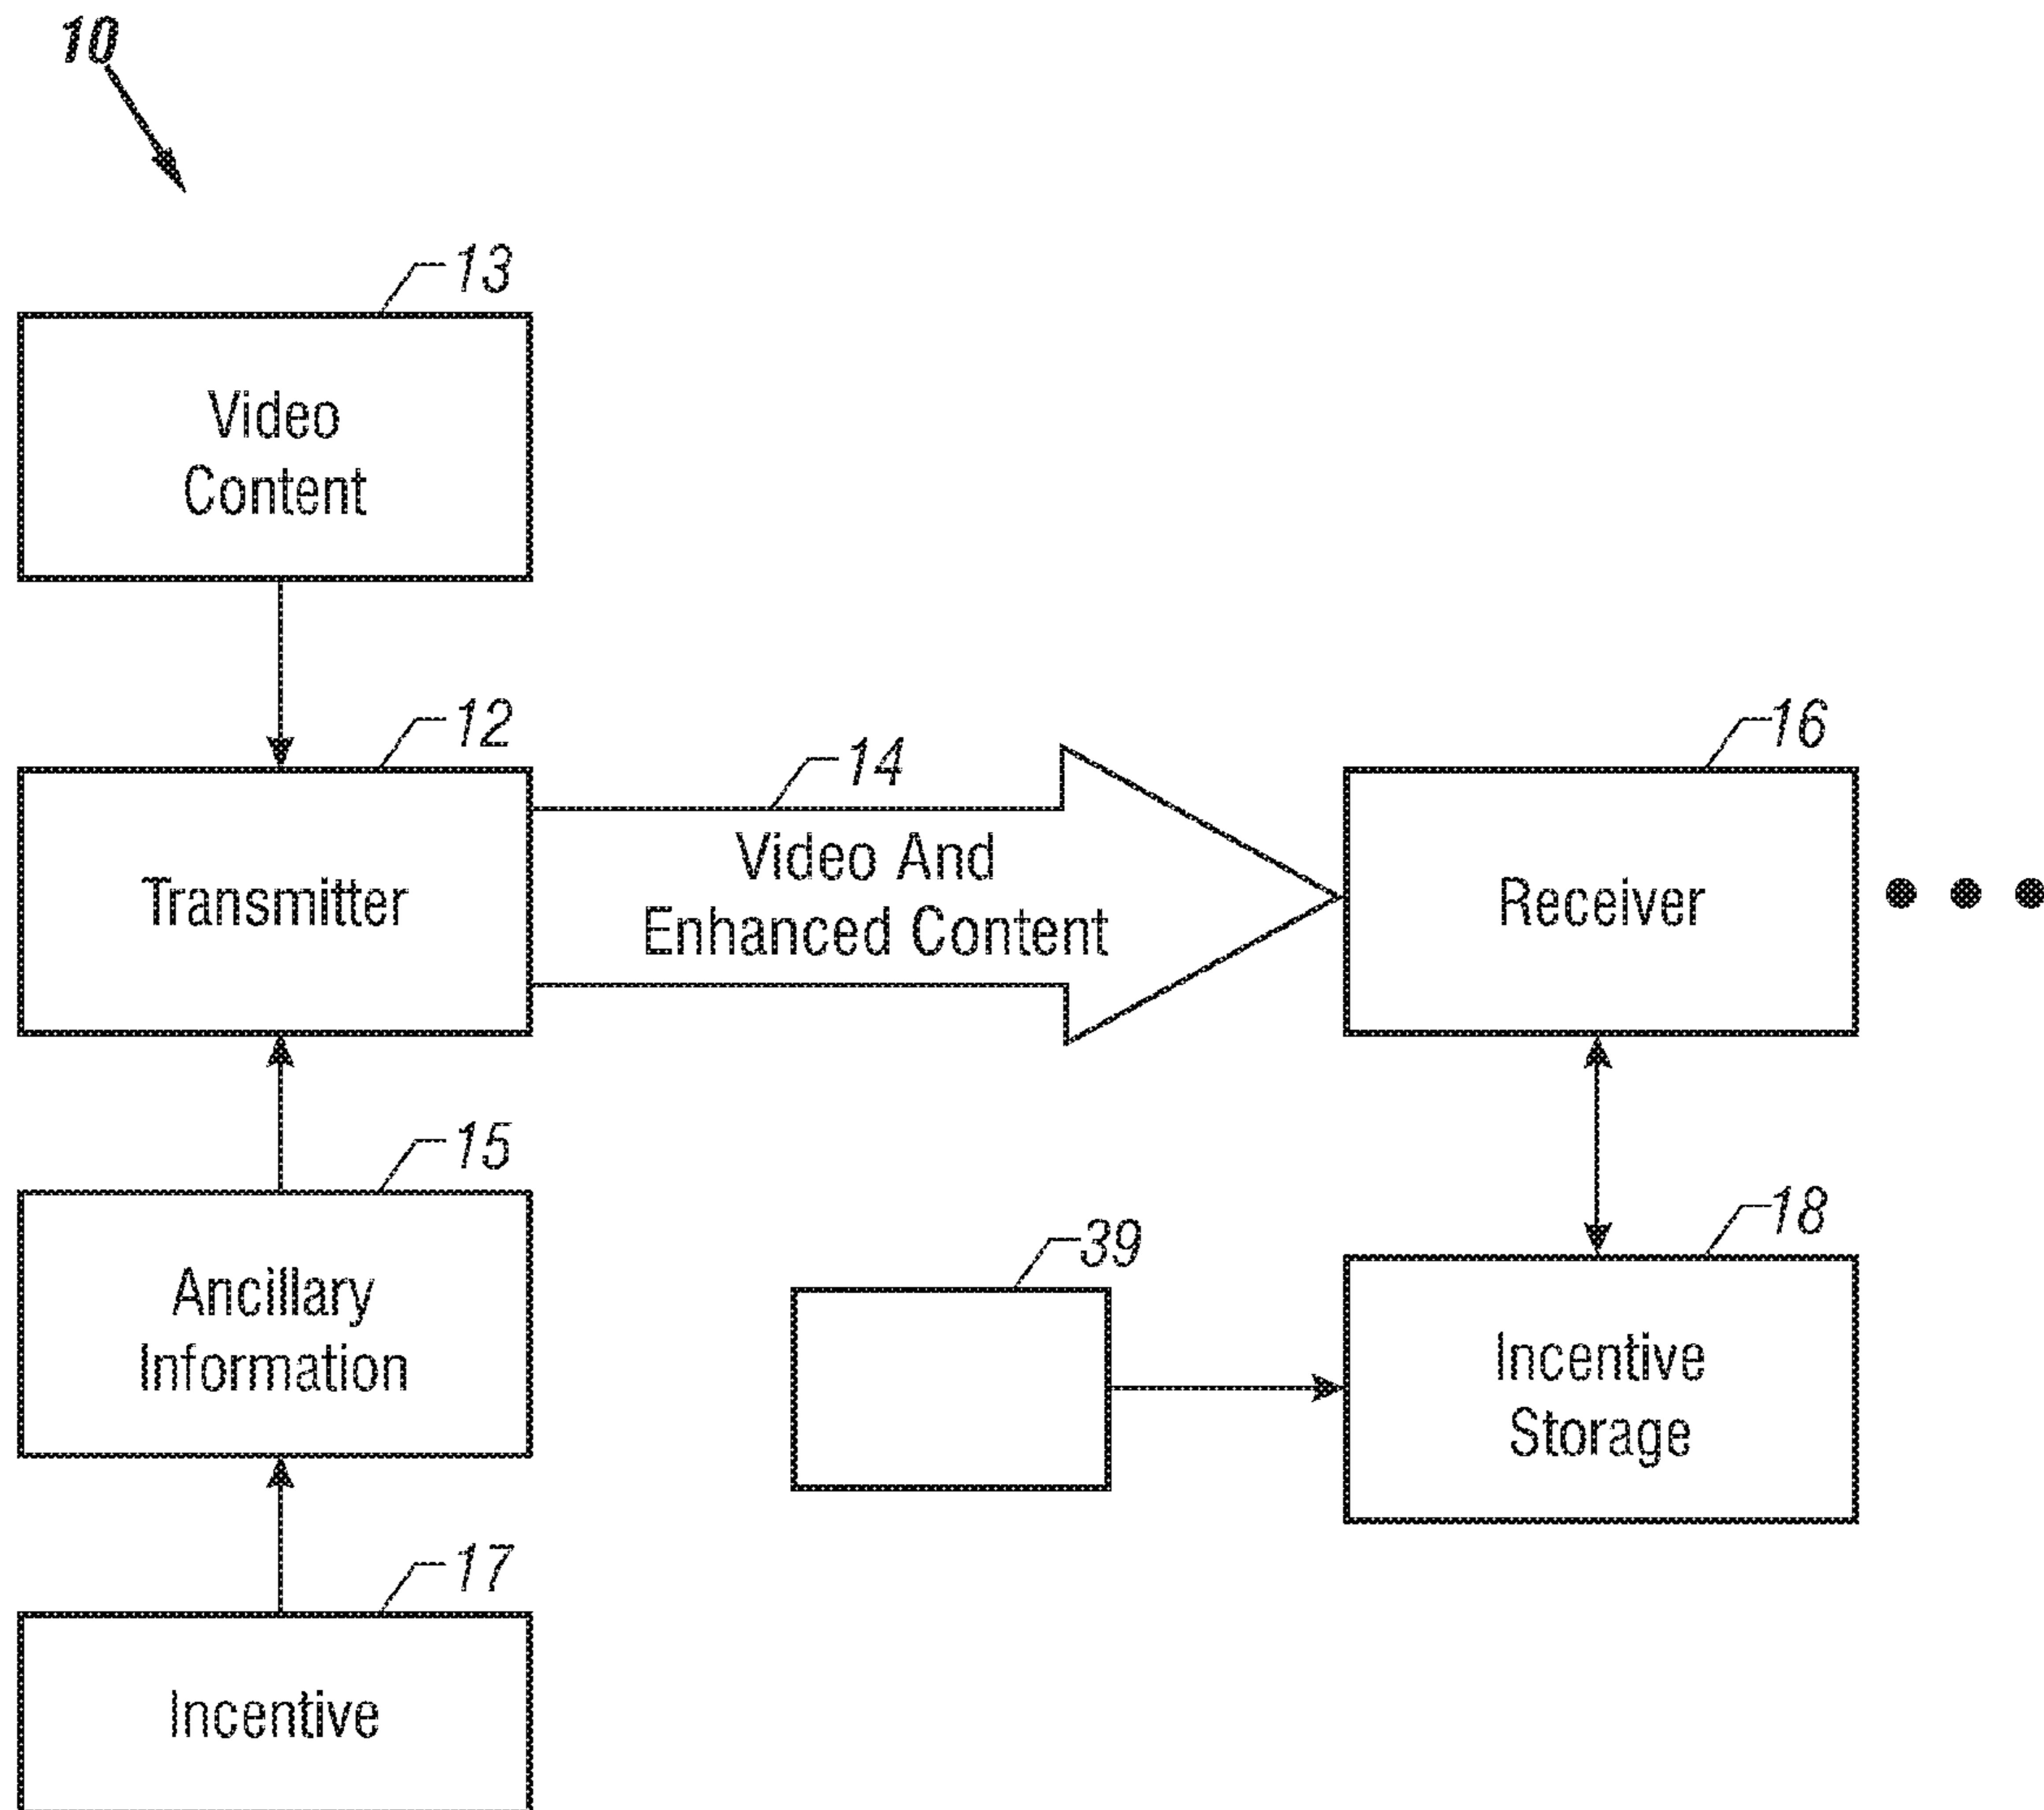 10
13
Video
Content
12
Transmitter
14
Video And
Enhanced Content
16
Receiver
15
Ancillary
Information
39
18
Incentive
Storage
17
Incentive